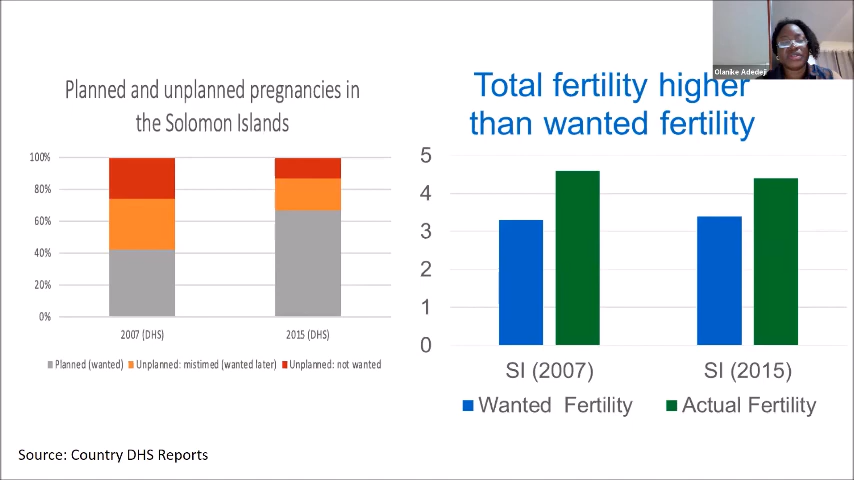 Olanike Adedeji
Planned and unplanned pregnancies in
the Solomon Islands
100%
80%
60%
40%
20%
0%
2007 (DHS)
2015 (DHS)
Planned (wanted)
Unplanned: mistimed (wanted later)
Unplanned: not wanted
Total fertility higher
than wanted fertility
5
4
3
2
1
0
SI (2007)
SI (2015)
Wanted Fertility
Actual Fertility
Source: Country DHS Reports